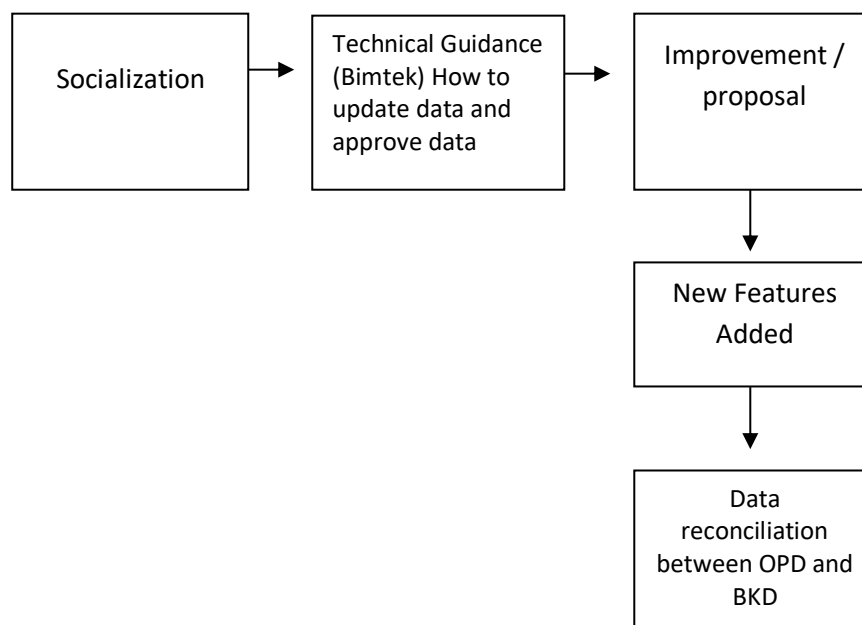 Socialization
Technical Guidance
(Bimtek) How to
update data and
approve data
Improvement /
proposal
New Features
Added
Data
reconciliation
between OPD and
BKD